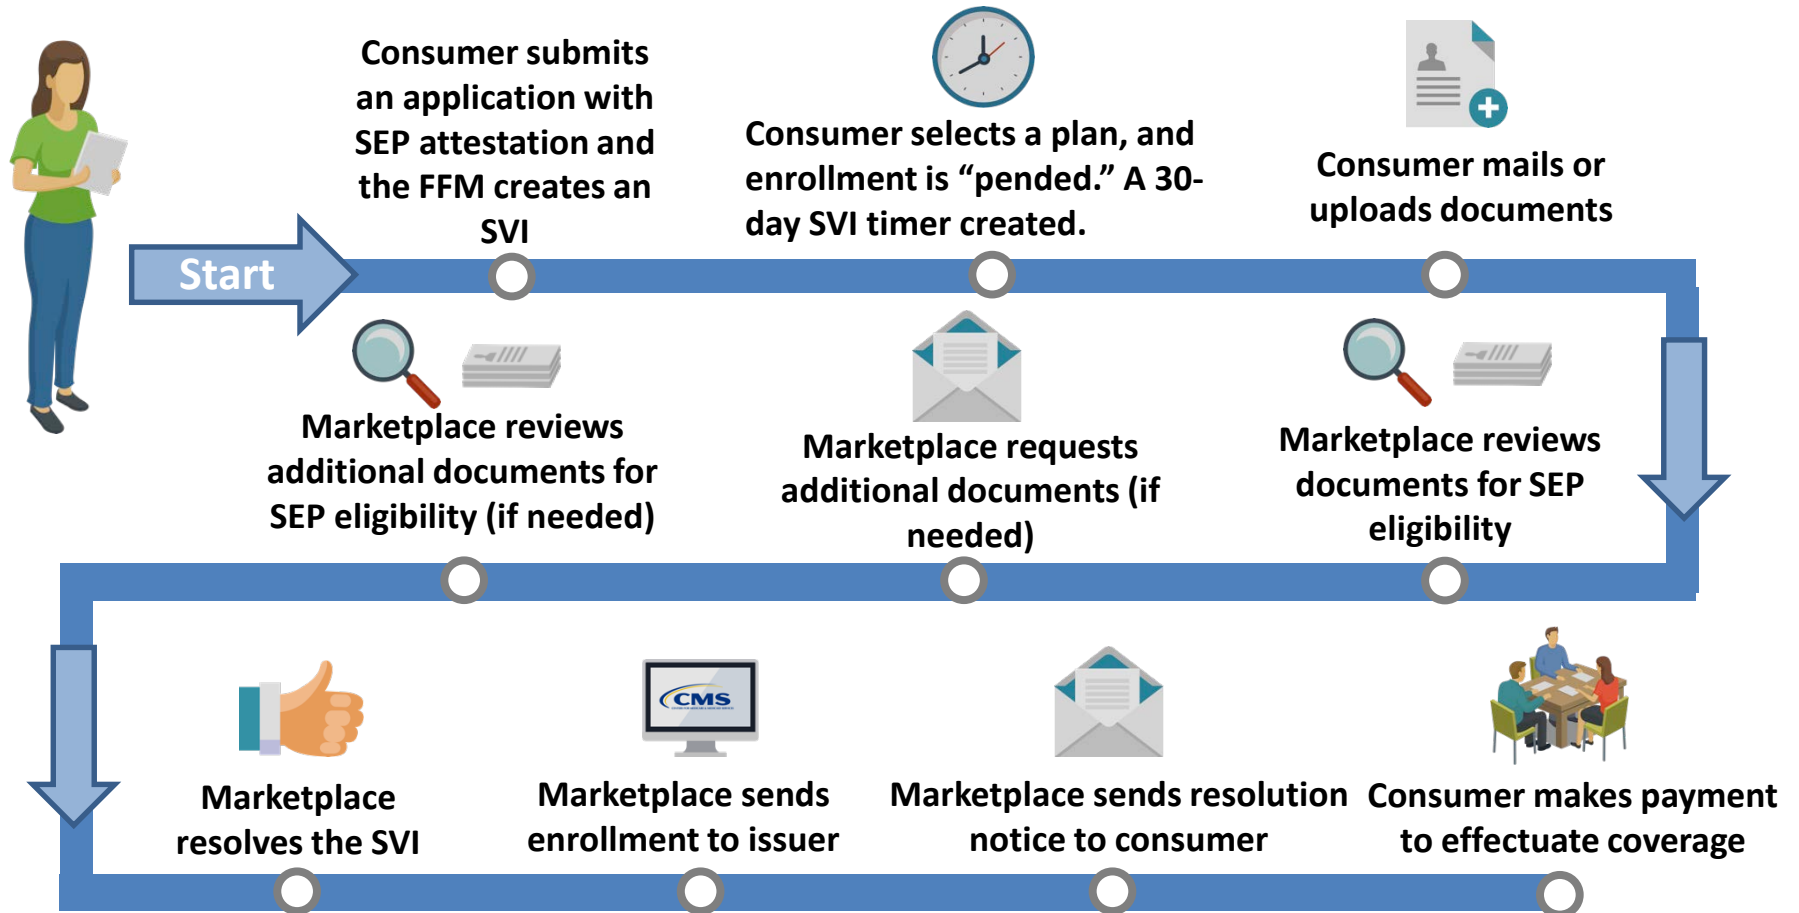 Consumer submits
an application with
SEP attestation and
the FFM creates an
SVI
Consumer selects a plan, and
enrollment is “pended.” A 30-
day SVI timer created.
Consumer mails or
uploads documents
Start
Marketplace reviews
documents for SEP
eligibility
Marketplace requests
additional documents (if
needed)
Marketplace reviews
additional documents for
SEP eligibility (if needed)
Marketplace
resolves the SVI
CMS
Marketplace sends
enrollment to issuer
Marketplace sends resolution
notice to consumer
Consumer makes payment
to effectuate coverage